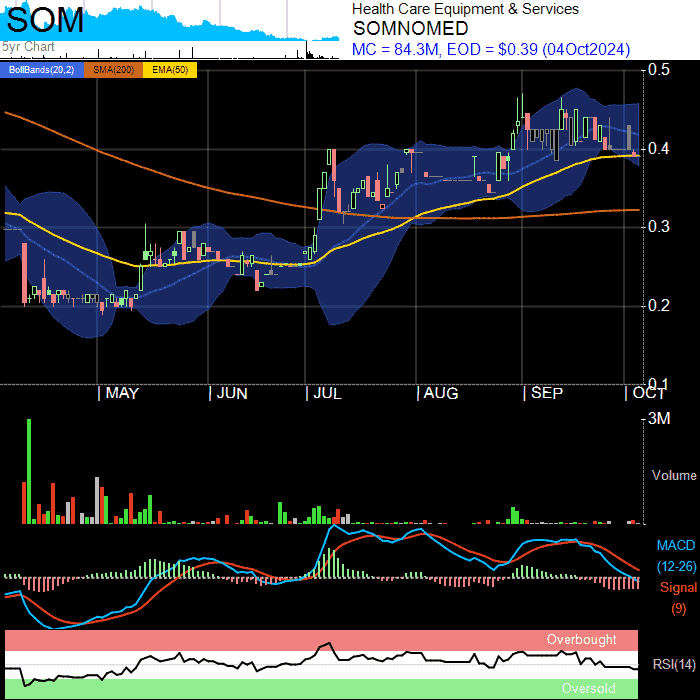 SOM
5yr Chart
Health Care Equipment & Services
SOMNOMED
MC = 84.3M, EOD = $0.39 (04Oct2024)
BollBands(20,2) SMA(200) EMA(50)
0.5
0.4
0.3
0.2
0.1
MAY JUN JUL AUG SEP OCT
3M
Volume
MACD
(12-26)
Signal
(9)
Overbought
RSI(14)
Oversold